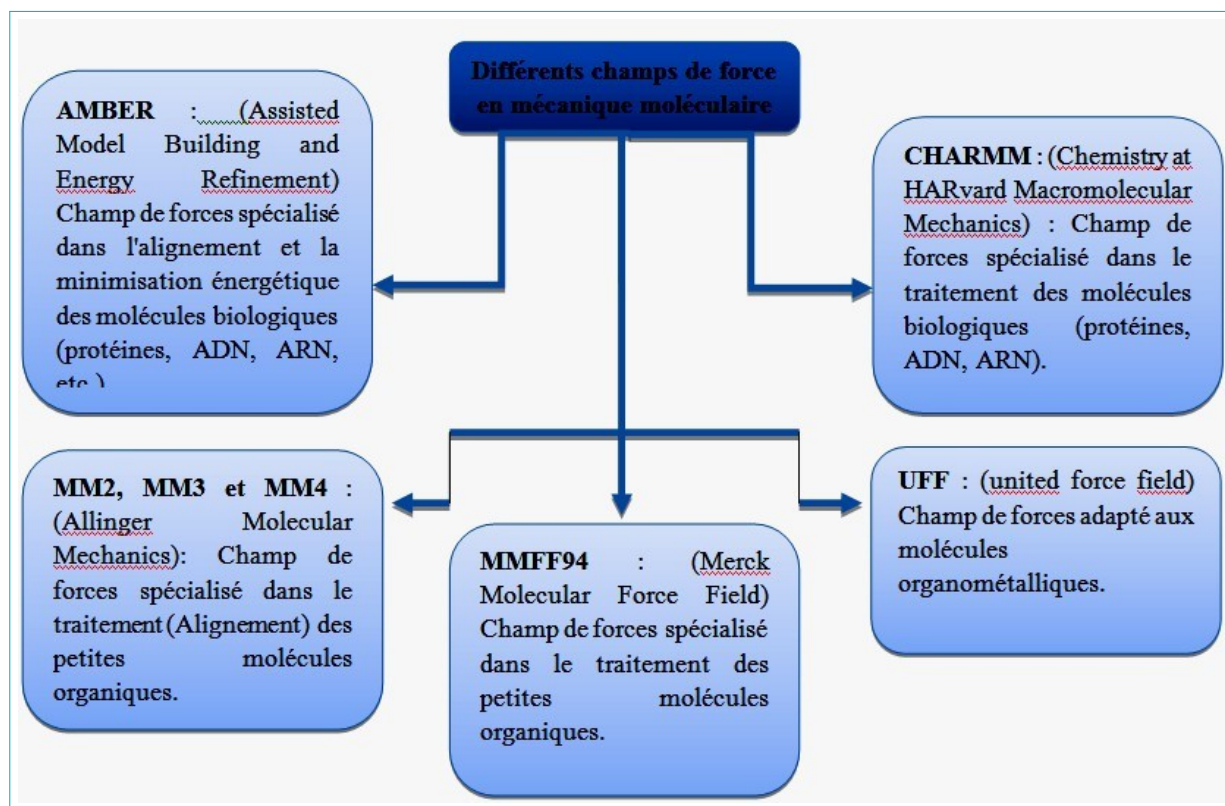 Différents champs de force
en mécanique moléculaire
AMBER : (Assisted
Model Building and
Energy Refinement)
Champ de forces spécialisé
dans l'alignement et la
minimisation énergétique
des molécules biologiques
(protéines, ADN, ARN,
etc.)
CHARMM : (Chemistry at
HARvard Macromolecular
Mechanics) : Champ de
forces spécialisé dans le
traitement des molécules
biologiques (protéines,
ADN, ARN).
MM2, MM3 et MM4 :
(Allinger Molecular
Mechanics): Champ de
forces spécialisé dans le
traitement (Alignement) des
petites molécules
organiques.
MMFF94 : (Merck
Molecular Force Field)
Champ de forces spécialisé
dans le traitement des
petites molécules
organiques.
UFF : (united force field)
Champ de forces adapté aux
molécules
organométalliques.